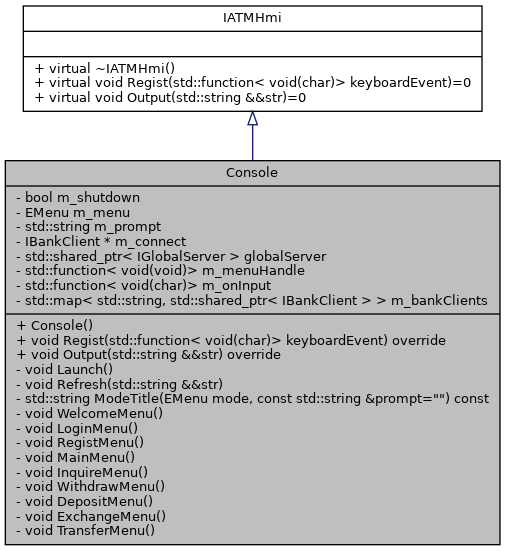 IATMHmi
+ virtual ~IATMHmi()
+ virtual void Regist(std::function< void(char)> keyboardEvent)=0
+ virtual void Output(std::string &&str)=0
Console
- bool m_shutdown
- EMenu m_menu
- std::string m_prompt
- IBankClient * m_connect
- std::shared_ptr< IGlobalServer > globalServer
- std::function< void(void)> m_menuHandle
- std::function< void(char)> m_onInput
- std::map< std::string, std::shared_ptr< IBankClient > > m_bankClients
+ Console()
+ void Regist(std::function< void(char)> keyboardEvent) override
+ void Output(std::string &&str) override
- void Launch()
- void Refresh(std::string &&str)
- std::string ModeTitle(EMenu mode, const std::string &prompt="") const
- void WelcomeMenu()
- void LoginMenu()
- void RegistMenu()
- void MainMenu()
- void InquireMenu()
- void WithdrawMenu()
- void DepositMenu()
- void ExchangeMenu()
- void TransferMenu()